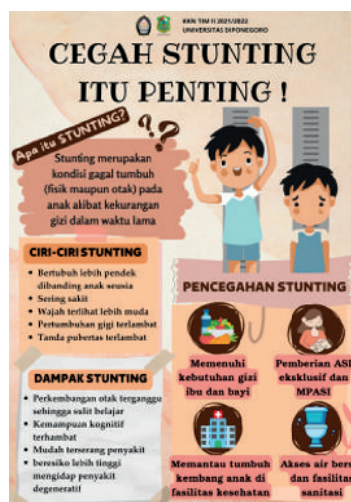 KKN TIM II 2021/2022
UNIVERSITAS DIPONEGORO
CEGAH STUNTING
ITU PENTING !
Apa itu STUNTING?
Stunting merupakan
kondisi gagal tumbuh
(fisik maupun otak) pada
anak akibat kekurangan
gizi dalam waktu lama
CIRI-CIRI STUNTING
• Bertubuh lebih pendek
dibanding anak seusia
• Sering sakit
• Wajah terlihat lebih muda
• Pertumbuhan gigi terlambat
• Tanda pubertas terlambat
DAMPAK STUNTING
• Perkembangan otak terganggu
sehingga sulit belajar
• Kemampuan kognitif
terhambat
• Mudah terserang penyakit
• beresiko lebih tinggi
mengidap penyakit
degeneratif
PENCEGAHAN STUNTING
Memenuhi
kebutuhan gizi
ibu dan bayi
Pemberian ASI
eksklusif dan
MPASI
Memantau tumbuh
kembang anak di
fasilitas kesehatan
Akses air
dan fasilitas
sanitasi